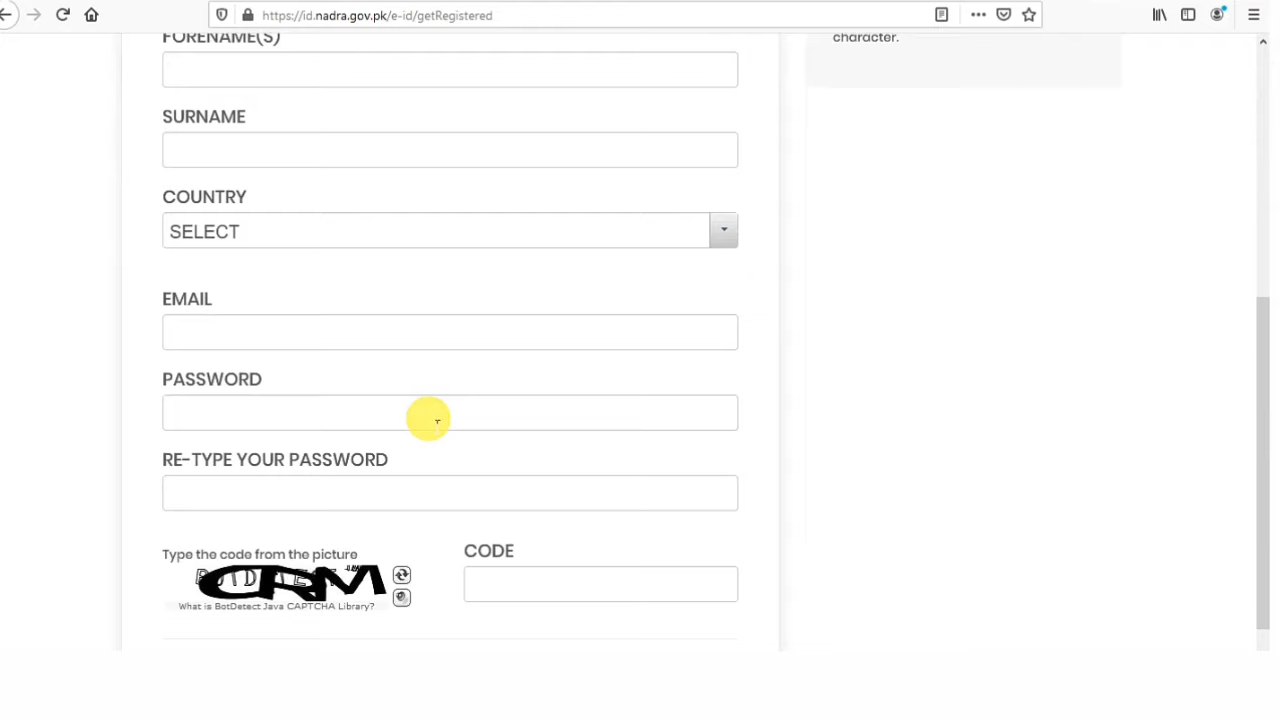 https://id.nadra.gov.pk/e-id/getRegistered
FORENAME(S)
character.
SURNAME
COUNTRY
SELECT
EMAIL
PASSWORD
RE-TYPE YOUR PASSWORD
Type the code from the picture
CODE
CRM
What is BotDetect Java CAPTCHA Library?